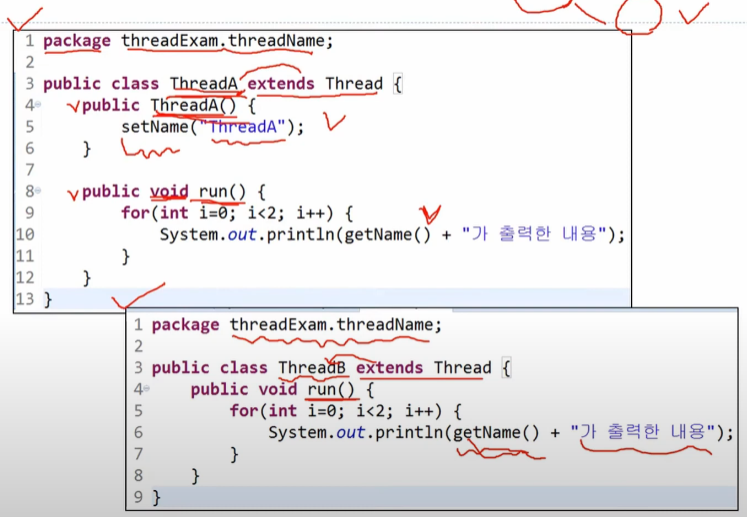 1 package threadExam.threadName;
2
3 public class ThreadA extends Thread {
4 public ThreadA() {
5 setName("ThreadA");
6 }
7
8 public void run() {
9 for(int i=0; i<2; i++) {
10 System.out.println(getName() + "가 출력한 내용");
11 }
12 }
13 }
1 package threadExam.threadName;
2
3 public class ThreadB extends Thread {
4 public void run() {
5 for(int i=0; i<2; i++) {
6 System.out.println(getName() + "가 출력한 내용");
7 }
8 }
9 }